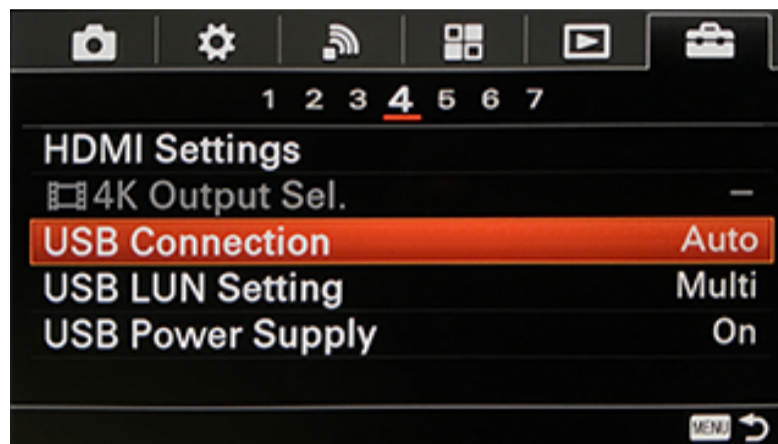 1 2 3 4 5 6 7
HDMI Settings
4K Output Sel. –
USB Connection Auto
USB LUN Setting Multi
USB Power Supply On
MENU